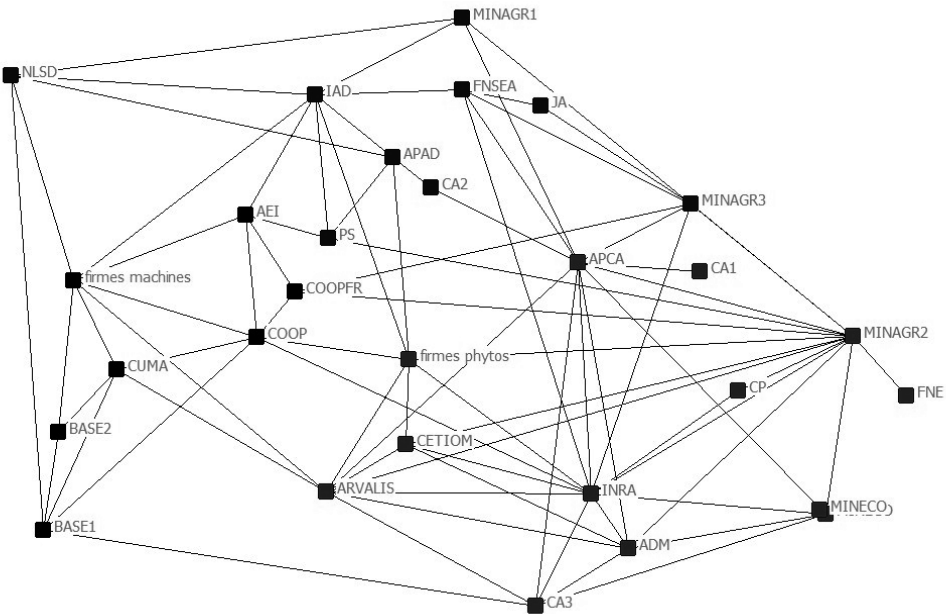 MINAGR1
NLSD
IAD
FNSEA
JA
APAD
CA2
MINAGR3
AEI
PS
APCA
CA1
firmes machines
COOPFR
COOP
MINAGR2
firmes phytos
CUMA
CP
FNE
BASE2
CETIOM
ARVALIS
INRA
MINECO
BASE1
ADM
CA3